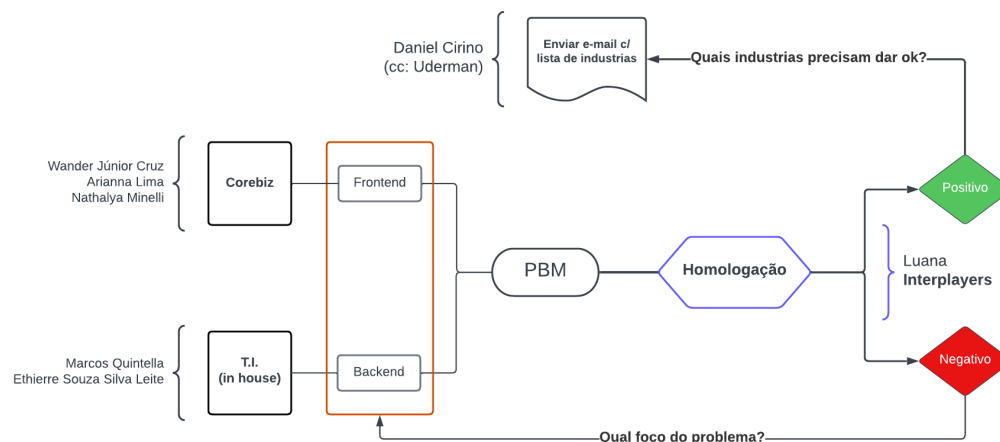 Daniel Cirino
(cc: Uderman)
Enviar e-mail c/
lista de industrias
Quais industrias precisam dar ok?
Wander Júnior Cruz
Arianna Lima
Nathalya Minelli
Corebiz
Frontend
Positivo
PBM
Homologação
Luana
Interplayers
Marcos Quintella
Ethierre Souza Silva Leite
T.I.
(in house)
Backend
Negativo
Qual foco do problema?